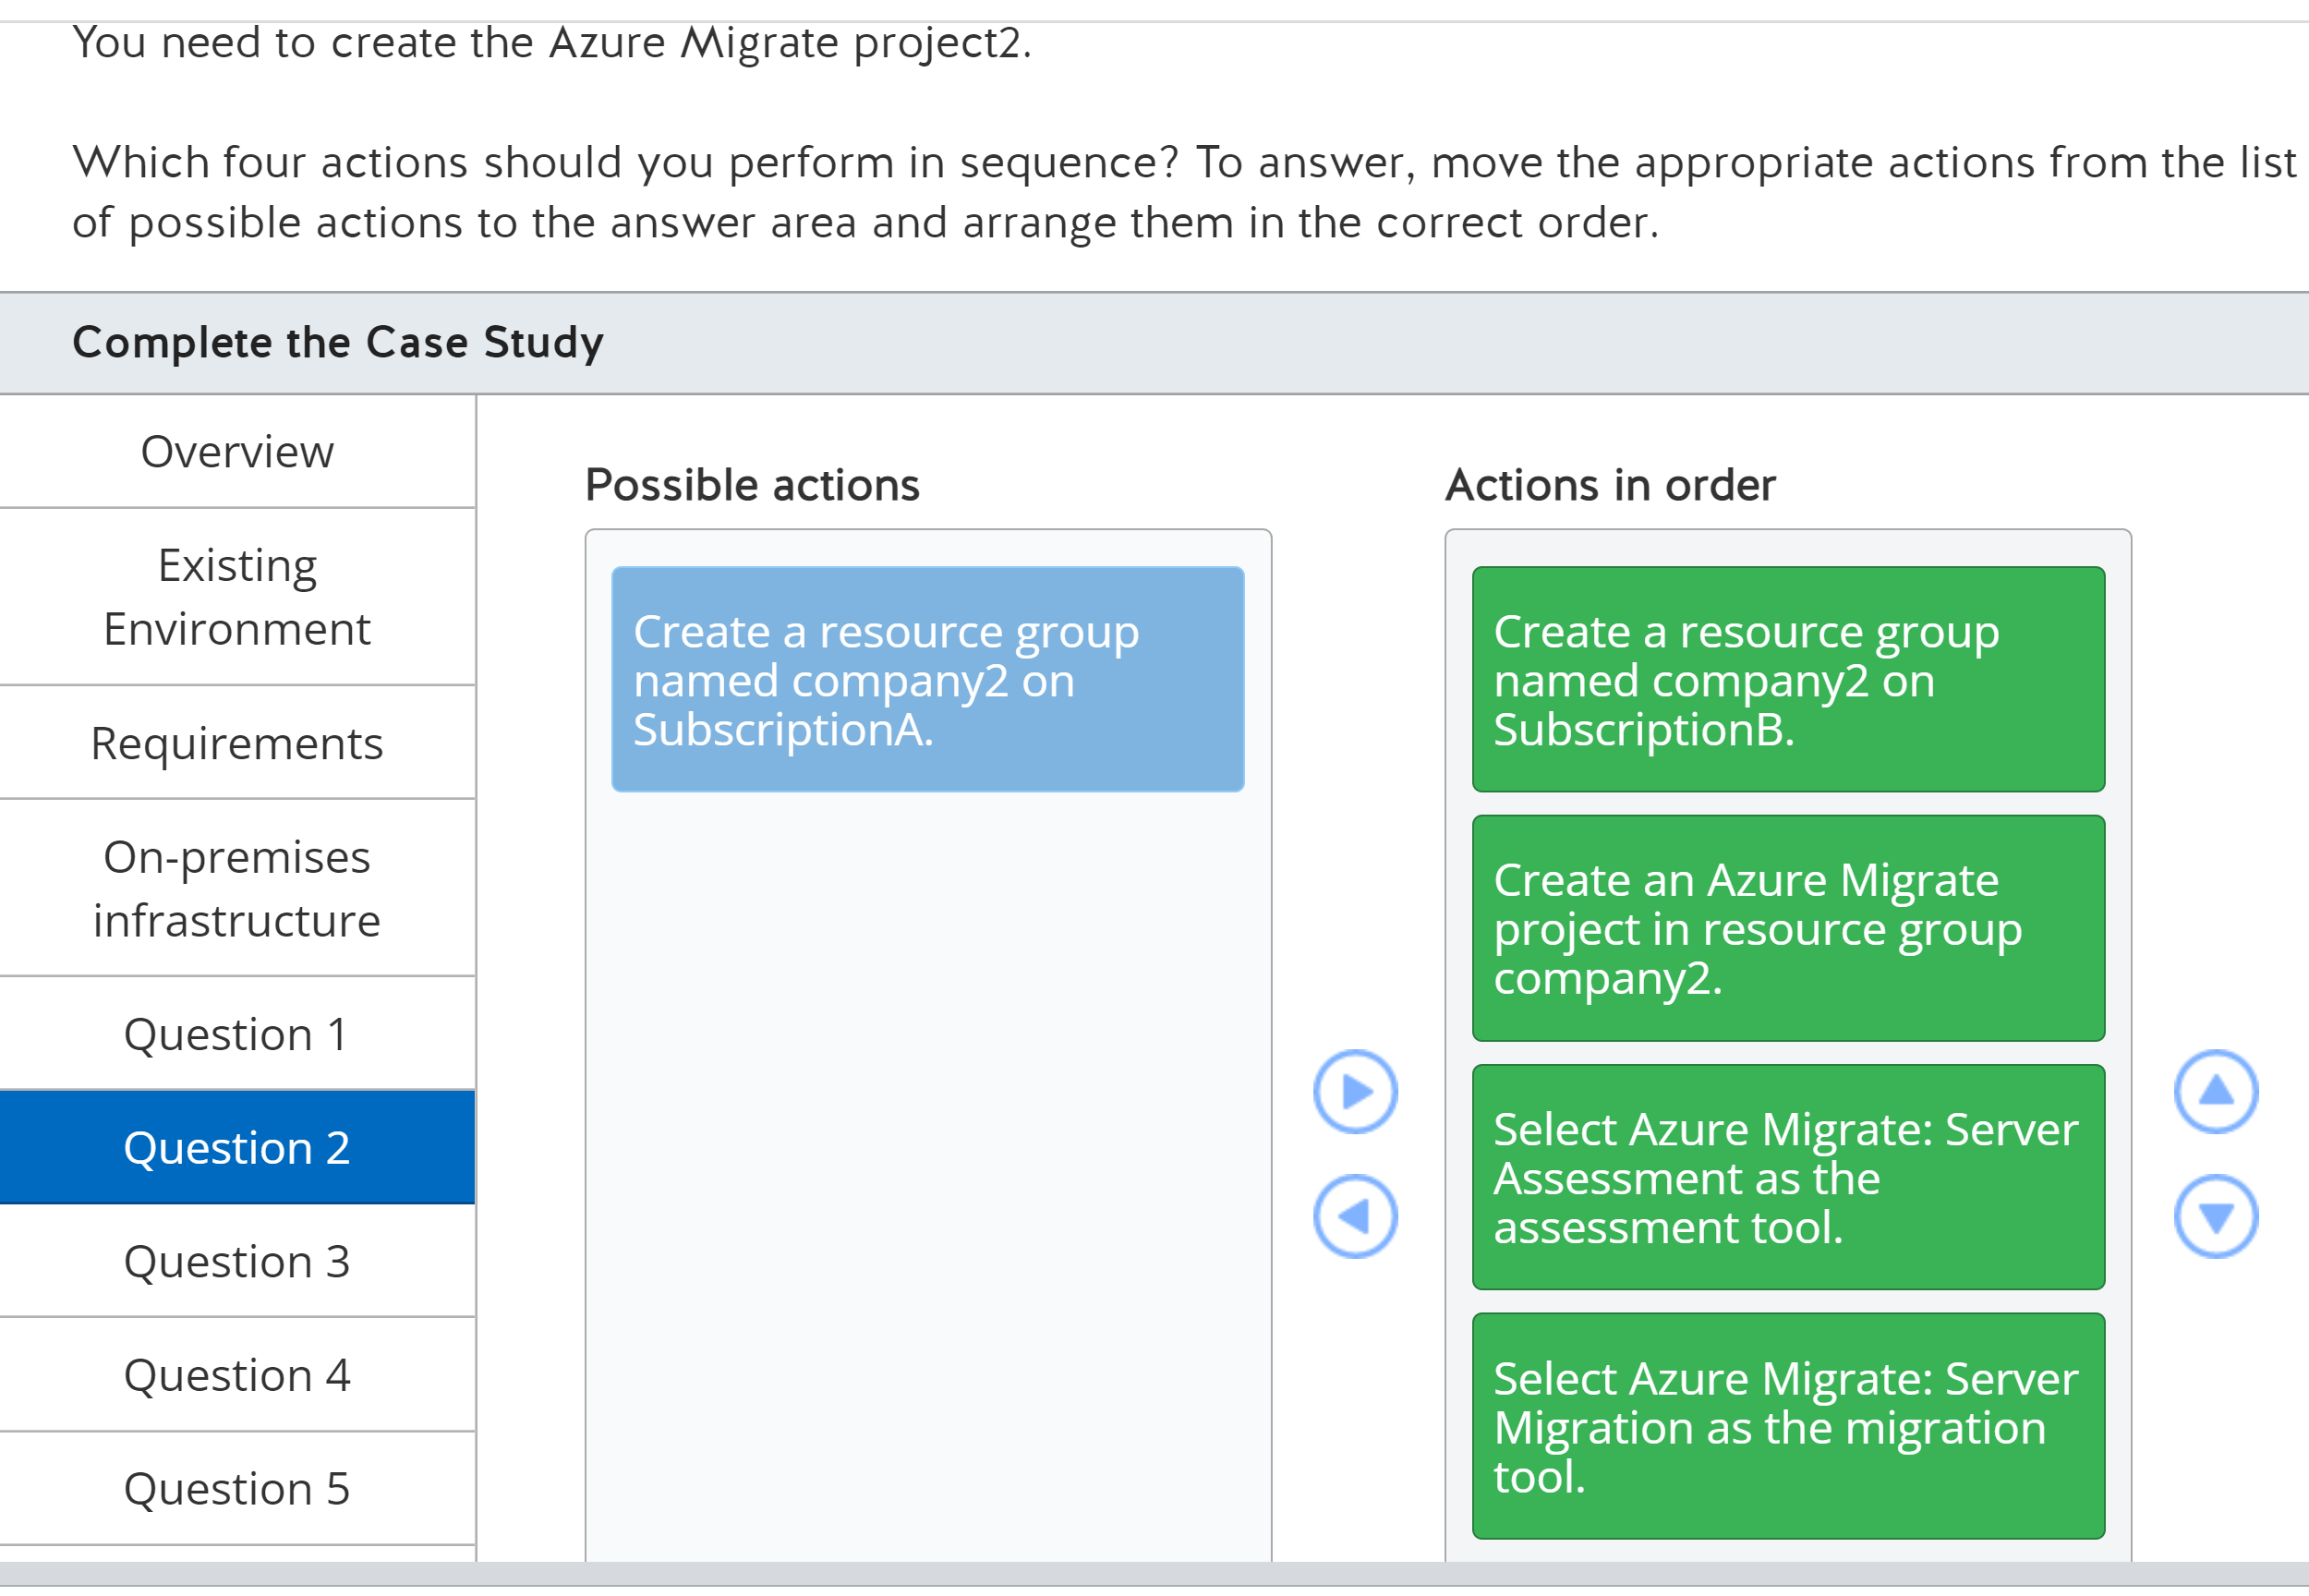 You need to create the Azure Migrate project2.
Which four actions should you perform in sequence? To answer, move the appropriate actions from the list
of possible actions to the answer area and arrange them in the correct order.
Complete the Case Study
Overview
Existing
Environment
Requirements
On-premises
infrastructure
Question 1
Question 2
Question 3
Question 4
Question 5
Possible actions
Create a resource group
named company2 on
SubscriptionA.
Actions in order
Create a resource group
named company2 on
SubscriptionB.
Create an Azure Migrate
project in resource group
company2.
Select Azure Migrate: Server
Assessment as the
assessment tool.
Select Azure Migrate: Server
Migration as the migration
tool.